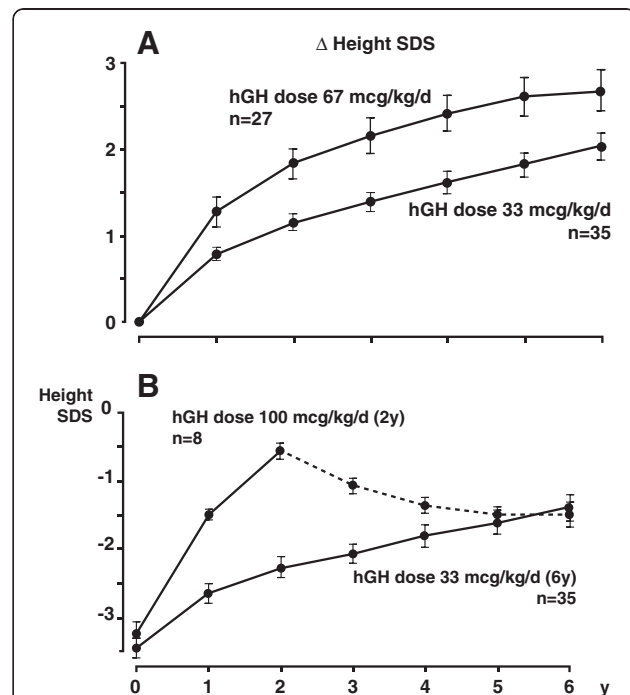 A
Δ Height SDS
3
hGH dose 67 mcg/kg/d
n=27
2
hGH dose 33 mcg/kg/d
n=35
1
0
B
Height
SDS
0
hGH dose 100 mcg/kg/d (2y)
n=8
-1
-2
hGH dose 33 mcg/kg/d (6y)
n=35
-3
0 1 2 3 4 5 6 y